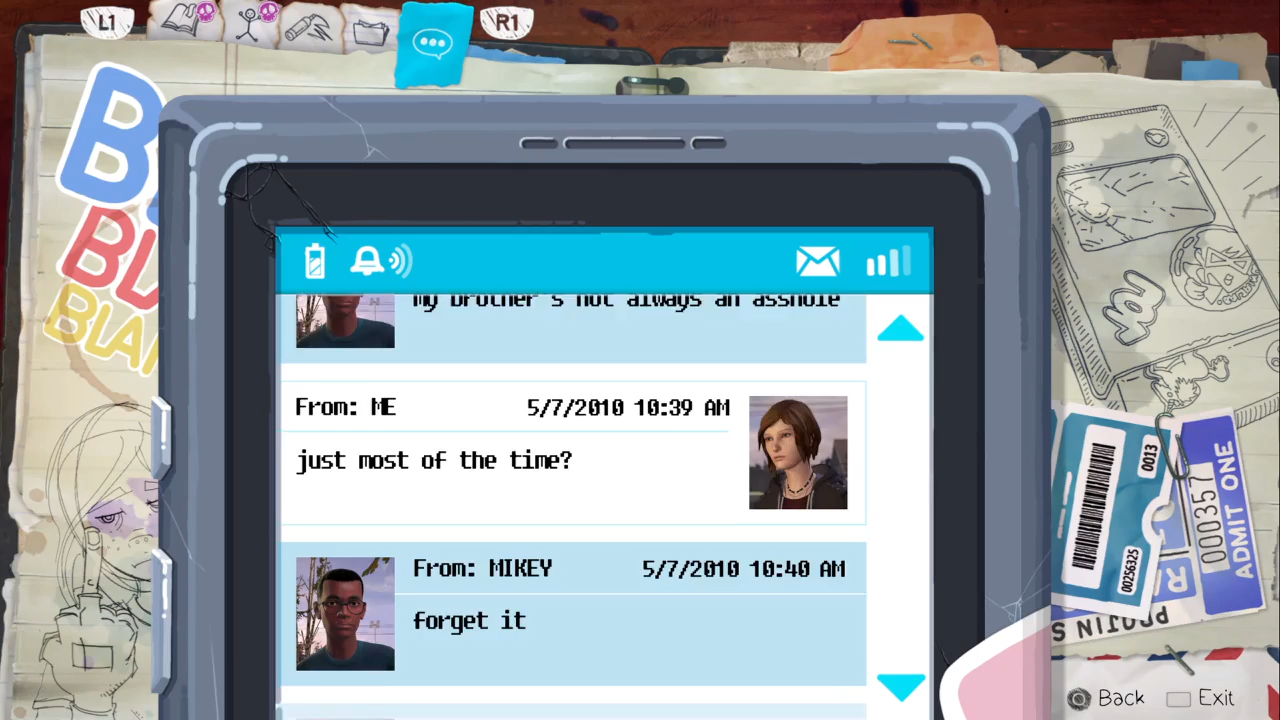 L1
R1
my brother's not always an asshole
From: ME
5/7/2010 10:39 AM
just most of the time?
From: MIKEY
5/7/2010 10:40 AM
forget it
0013
00256325
000357
ADMIT ONE
Back
Exit